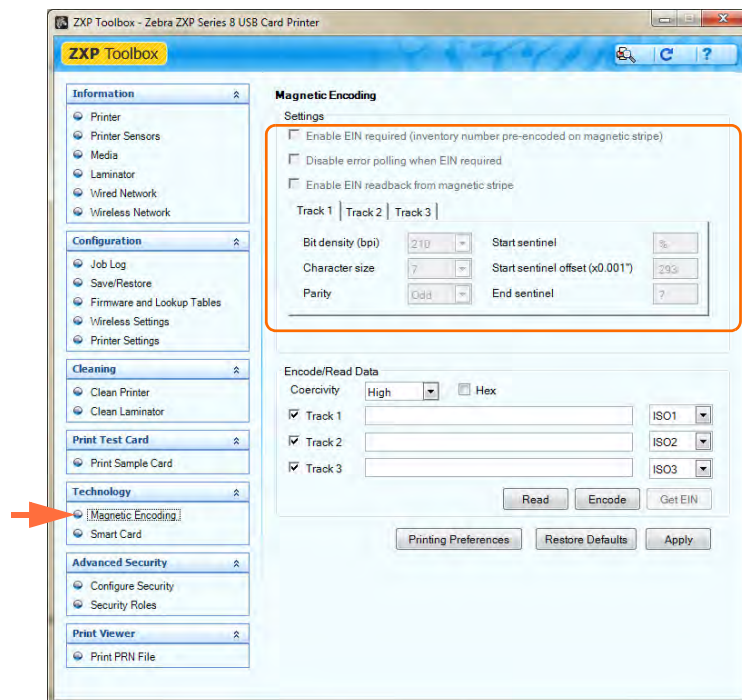 ZXP Toolbox - Zebra ZXP Series 8 USB Card Printer
ZXP Toolbox
?
Information
Printer
Printer Sensors
Media
Laminator
Wired Network
Wireless Network
Configuration
Job Log
Save/Restore
Firmware and Lookup Tables
Wireless Settings
Printer Settings
Cleaning
Clean Printer
Clean Laminator
Print Test Card
Print Sample Card
Technology
Magnetic Encoding
Smart Card
Advanced Security
Configure Security
Security Roles
Print Viewer
Print PRN File
Magnetic Encoding
Settings
Enable EIN required (inventory number pre-encoded on magnetic stripe)
Disable error polling when EIN required
Enable EIN readback from magnetic stripe
Track 1 Track 2 Track 3
Bit density (bpi) 210 Start sentinel %
Character size 7 Start sentinel offset (x0.001") 293
Parity Odd End sentinel ?
Encode/Read Data
Coercivity High Hex
Track 1 ISO1
Track 2 ISO2
Track 3 ISO3
Read Encode Get EIN
Printing Preferences Restore Defaults Apply